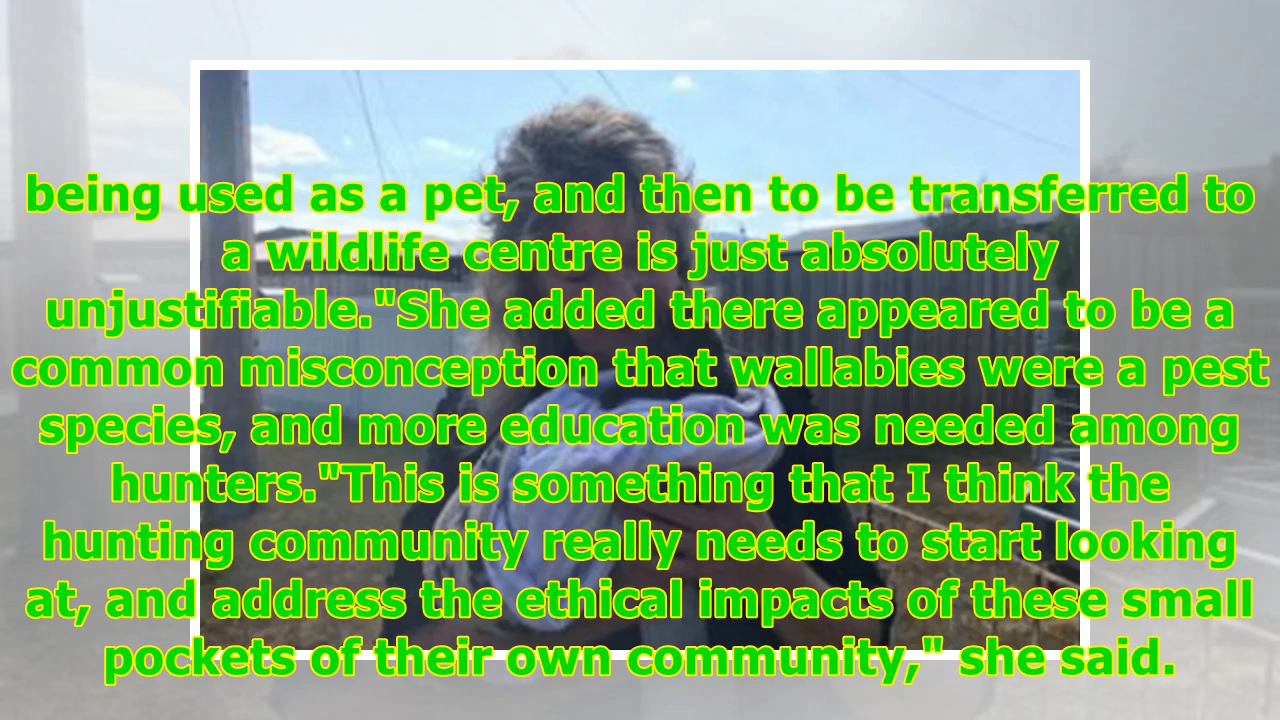 being used as a pet, and then to be transferred to
a wildlife centre is just absolutely
unjustifiable."She added there appeared to be a
common misconception that wallabies were a pest
species, and more education was needed among
hunters."This is something that I think the
hunting community really needs to start looking
at, and address the ethical impacts of these small
pockets of their own community," she said.